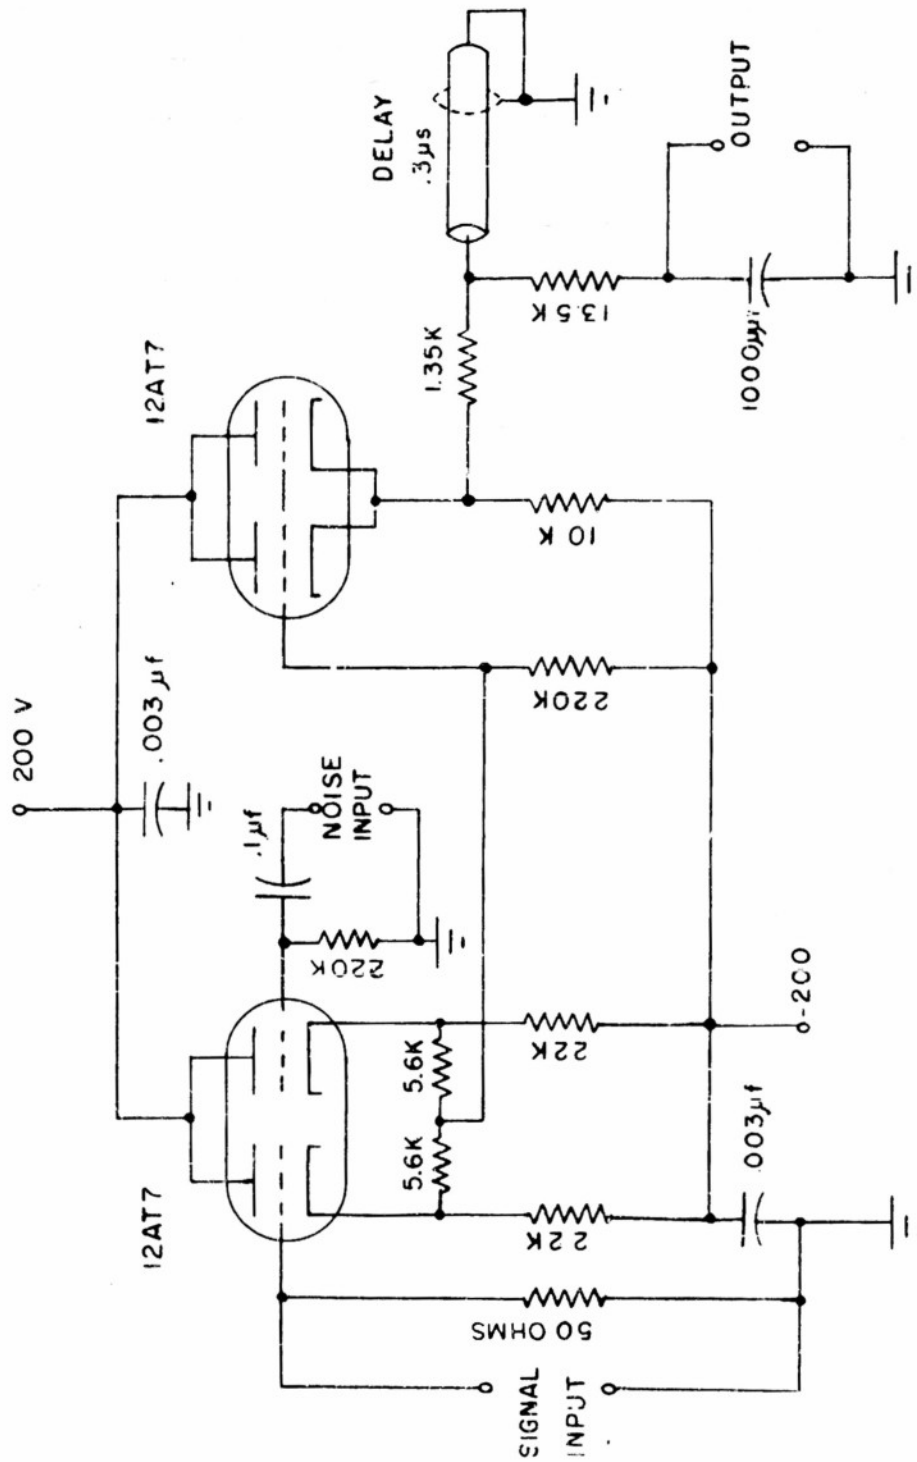 200 V
.003 µf
12AT7
12AT7
.1µf
NOISE
INPUT
220K
DELAY
.3µs
5.6K
5.6K
1.35K
SIGNAL
INPUT
50 OHMS
22K
22K
220K
10 K
13.5K
.003µf
-200
1000µµf
OUTPUT